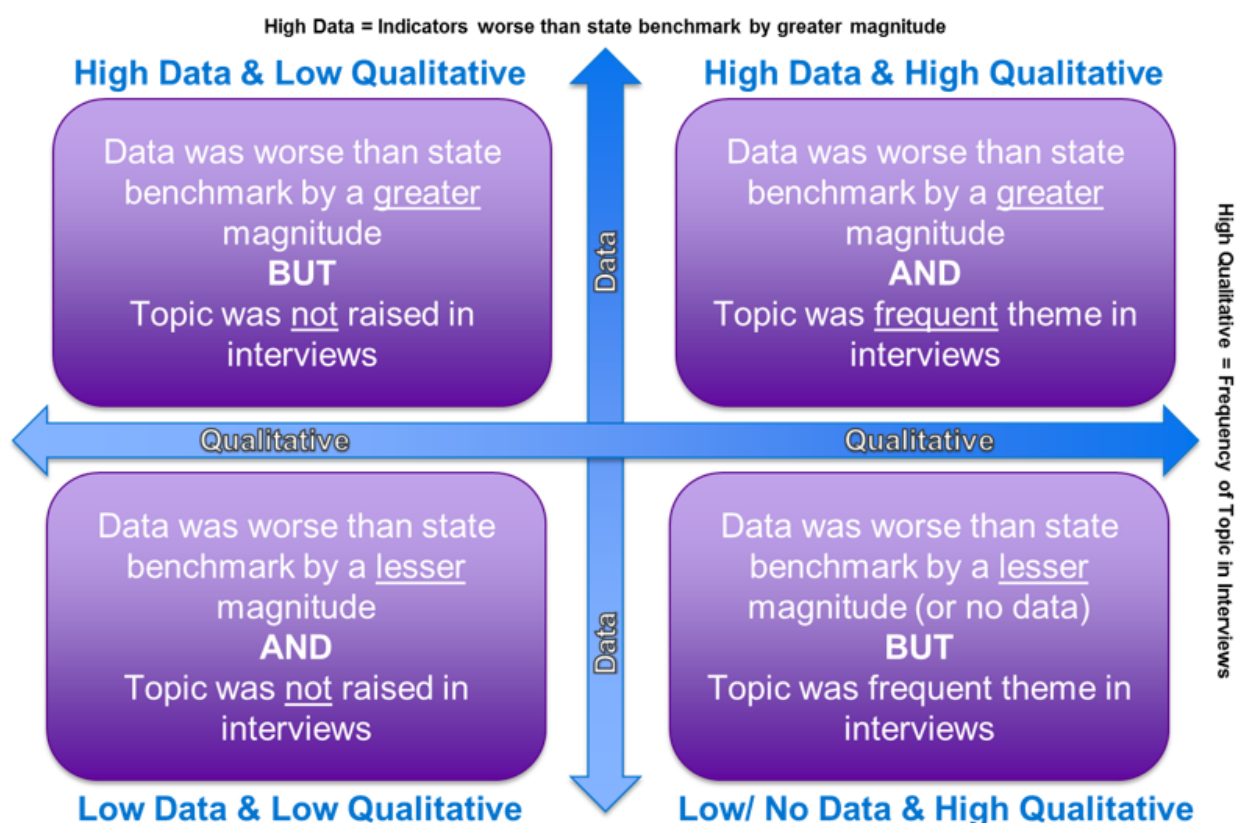 High Data = Indicators worse than state benchmark by greater magnitude
High Data & Low Qualitative
Data was worse than state
benchmark by a greater
magnitude
BUT
Topic was not raised in
interviews
High Data & High Qualitative
Data was worse than state
benchmark by a greater
magnitude
AND
Topic was frequent theme in
interviews
Data
Qualitative
Qualitative
Data
High Qualitative = Frequency of Topic in Interviews
Data was worse than state
benchmark by a lesser
magnitude
AND
Topic was not raised in
interviews
Low Data & Low Qualitative
Data was worse than state
benchmark by a lesser
magnitude (or no data)
BUT
Topic was frequent theme in
interviews
Low/ No Data & High Qualitative